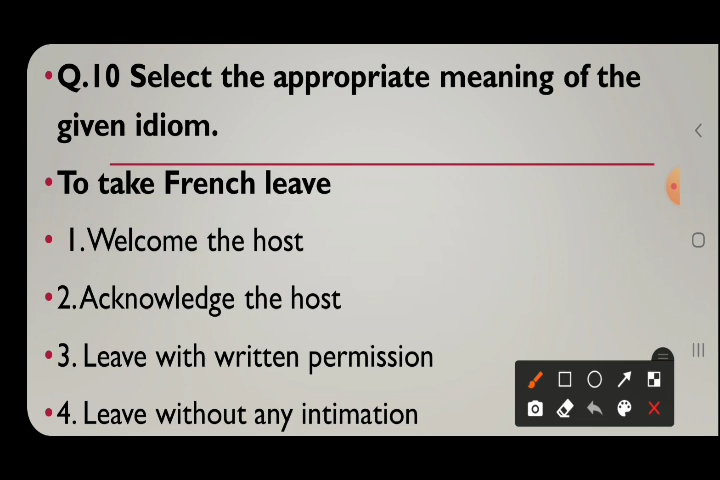 •Q.10 Select the appropriate meaning of the
given idiom.
•To take French leave
• 1.Welcome the host
•2.Acknowledge the host
•3. Leave with written permission
•4. Leave without any intimation